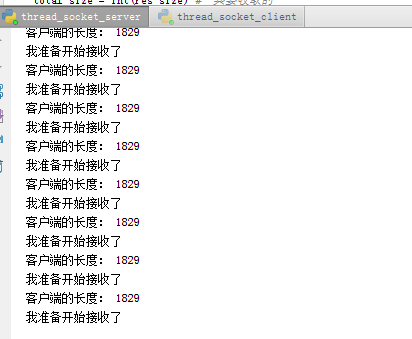 total_size = int(res_size) #
thread_socket_server thread_socket_client
客户端的长度： 1829
我准备开始接收了
客户端的长度： 1829
我准备开始接收了
客户端的长度： 1829
我准备开始接收了
客户端的长度： 1829
我准备开始接收了
客户端的长度： 1829
我准备开始接收了
客户端的长度： 1829
我准备开始接收了
客户端的长度： 1829
我准备开始接收了
客户端的长度： 1829
我准备开始接收了